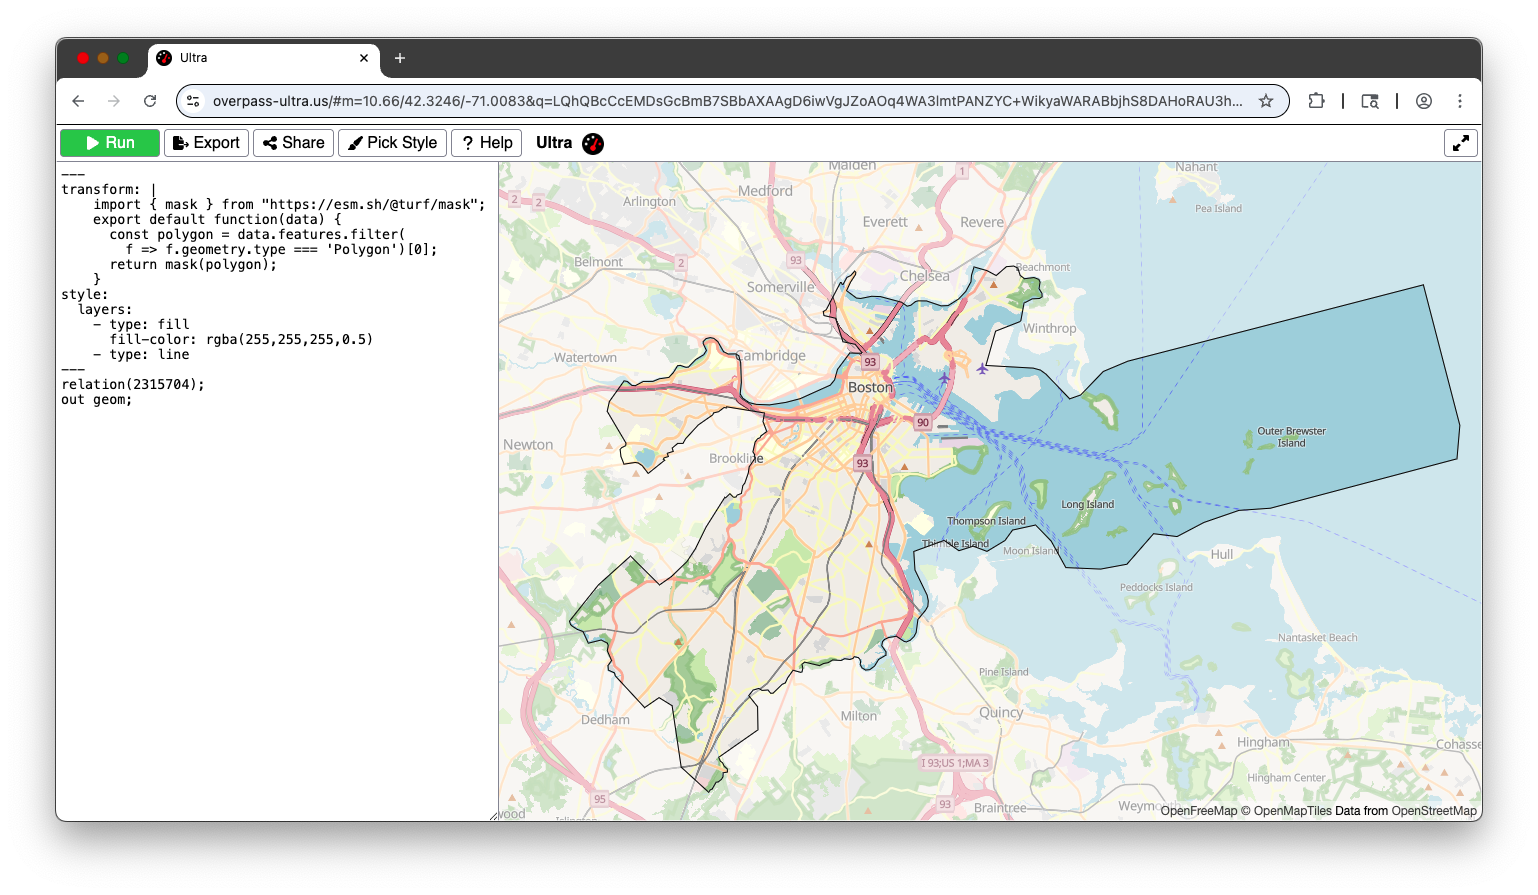 Ultra
overpass-ultra.us/#m=10.66/42.3246/-71.0083&q=LQhQBcCcEMDsGcBmB7SBbAXAAgD6iwVgJZoAOq4WA3lmtPANZYC+WikyaWARABbjhS8DAHoRAU3h...
Run
Export
Share
Pick Style
? Help
Ultra
---
transform: |
    import { mask } from "https://esm.sh/@turf/mask";
    export default function(data) {
      const polygon = data.features.filter(
        f => f.geometry.type === 'Polygon')[0];
      return mask(polygon);
    }
style:
  layers:
    - type: fill
      fill-color: rgba(255,255,255,0.5)
    - type: line
---
relation(2315704);
out geom;
Malden
Nahant
1
Medford
2
2
Arlington
Pea Island
Everett
Revere
93
Belmont
2
Beachmont
Chelsea
Somerville
Winthrop
Watertown
Cambridge
93
Boston
90
Outer Brewster
Island
Newton
Brookline
93
Long Island
Thompson Island
Thimble Island
Moon Island
Hull
Peddocks Island
Nantasket Beach
Pine Island
Dedham
Milton
Quincy
Hingham
Cohasse
I 93;US 1;MA 3
Hingham Center
95
93
Braintree
Weymo
wood
OpenFreeMap © OpenMapTiles Data from OpenStreetMap